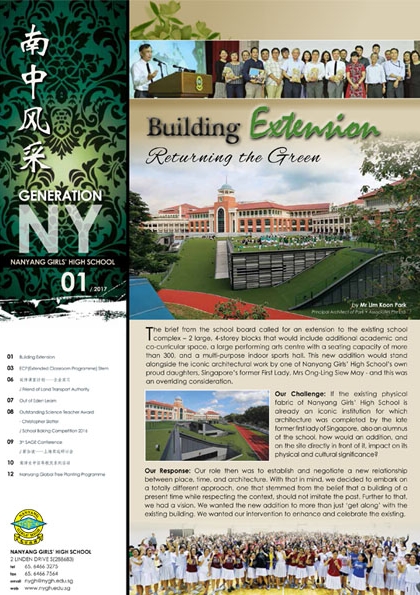 南中风采
GENERATION
NY
NANYANG GIRLS' HIGH SCHOOL
01 / 2017
01 Building Extension
03 ECP(Extended Classroom Programme) Stem
06
J Friend of Land Transport Authority
07 Out of Eden Learn
08 Outstanding Science Teacher Award
- Christopher Slatter
J School Baking Competition 2016
09 3rd SAGE Conference
10
12 Nanyang Global Tree Planting Programme
NANYANG GIRLS' HIGH SCHOOL
2 LINDEN DRIVE S(288683)
tel 65. 6466 3275
fax 65. 6466 7564
email nygh@nygh.edu.sg
web www.nygh.edu.sg
Building Extension
Returning the Green
by Mr Lim Koon Park
Principal Architect of Park + Associates Pte Ltd
The brief from the school board called for an extension to the existing school
complex – 2 large, 4-storey blocks that would include additional academic and
co-curricular space, a large performing arts centre with a seating capacity of more
than 300, and a multi-purpose indoor sports hall. This new addition would stand
alongside the iconic architectural work by one of Nanyang Girl's High School's own
proud daughters, Singapore's former First Lady, Mrs Ong-Ling Siew May - and this was
an overriding consideration.
Our Challenge: If the existing physical
fabric of Nanyang Girls' High School is
already an iconic institution for which
architecture was completed by the late
former first lady of Singapore, also an alumnus
of the school, how would an addition, and
on the site directly in front of it, impact on its
physical and cultural significance?
Our Response: Our role then was to establish and negotiate a new relationship
between place, time, and architecture. With that in mind, we decided to embark on
a totally different approach, one that stemmed from the belief that a building of a
present time while respecting the context, should not imitate the past. Further to that,
we had a vision. We wanted the new addition to more than just 'get along' with the
existing building. We wanted our intervention to enhance and celebrate the existing.